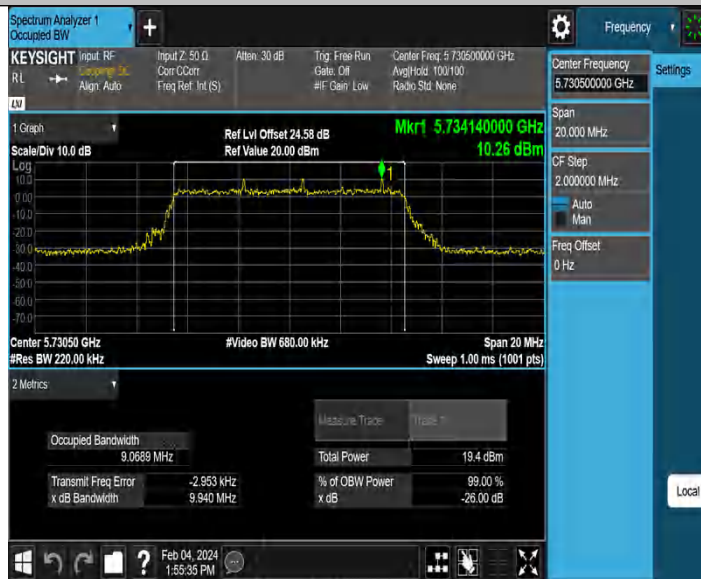 Spectrum Analyzer 1
Occupied BW
+
Frequency
KEYSIGHT
RL
Input: RF
Coupling: DC
Align: Auto
Input Z: 50 Ω
Corr CCorr
Freq Ref: Int (S)
Atten: 30 dB
Trig: Free Run
Gate: Off
#IF Gain: Low
Center Freq: 5.730500000 GHz
Avg|Hold: 100/100
Radio Std: None
LXI
1 Graph
Scale/Div 10.0 dB
Ref Lvl Offset 24.58 dB
Ref Value 20.00 dBm
Mkr1 5.734140000 GHz
10.26 dBm
Log
10.0
0.00
-10.0
-20.0
-30.0
-40.0
-50.0
-60.0
-70.0
1
Center 5.73050 GHz
#Res BW 220.00 kHz
#Video BW 680.00 kHz
Span 20 MHz
Sweep 1.00 ms (1001 pts)
2 Metrics
Measure Trace
Trace 1
Occupied Bandwidth
9.0689 MHz
Total Power
19.4 dBm
Transmit Freq Error
-2.953 kHz
% of OBW Power
99.00 %
x dB Bandwidth
9.940 MHz
x dB
-26.00 dB
Center Frequency
5.730500000 GHz
Settings
Span
20.000 MHz
CF Step
2.000000 MHz
Auto
Man
Freq Offset
0 Hz
Local
?
Feb 04, 2024
1:55:35 PM